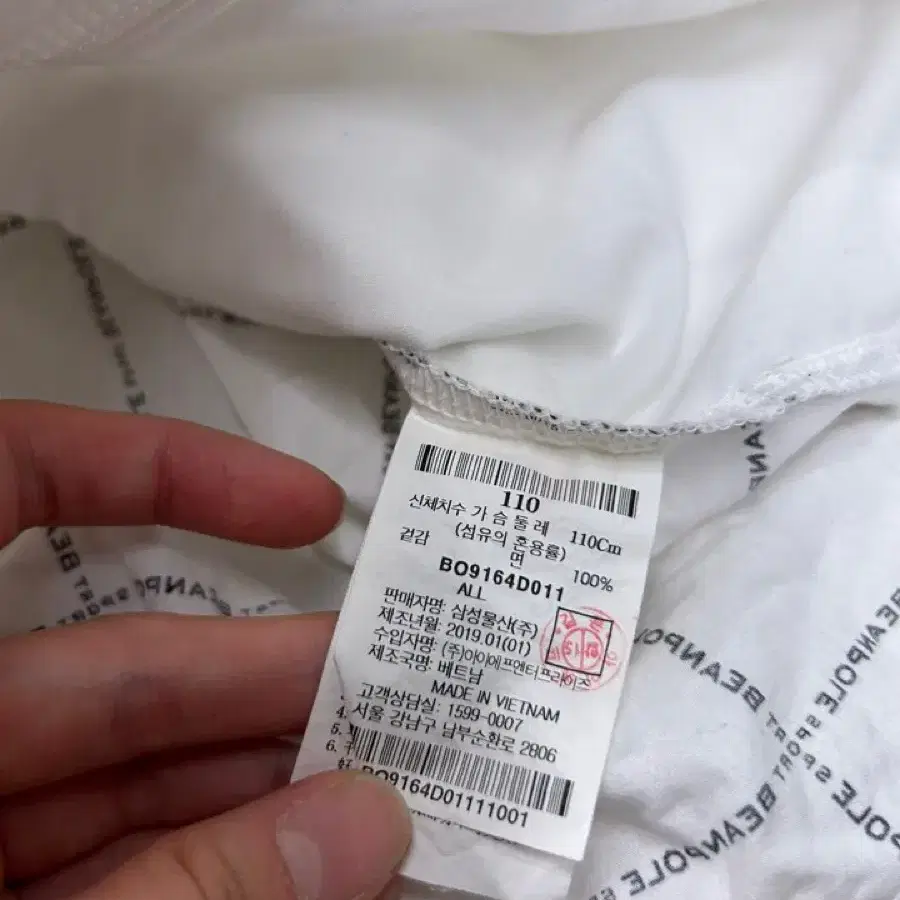 110
신체치수 가 슴 둘 레 110Cm
(섬유의 혼용률)
겉감 면 100%
BO9164D011
ALL
판매자명: 삼성물산(주)
제조년월: 2019.01(01)
수입자명: (주)아이에프엔터프라이즈
제조국명: 베트남
MADE IN VIETNAM
고객상담실: 1599-0007
4. 서울 강남구 남부순환로 2806
5.
6.
BO9164D01111001
BEANPOLE SPORT
BEANPOLE SPORT
BEANPOLE